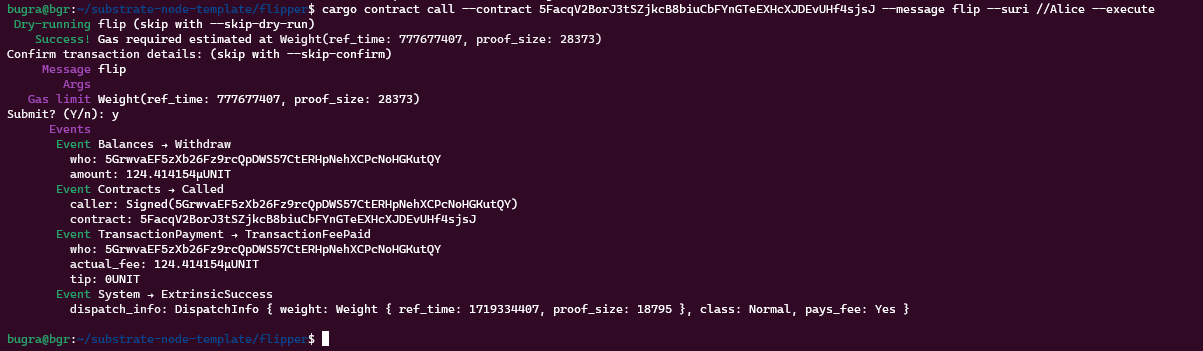 bugra@bgr:~/substrate-node-template/flipper$ cargo contract call --contract 5FacqV2BorJ3tSZjkcB8biuCbFYnGTeEXHcXJDEvUHf4sjsJ --message flip --suri //Alice --execute
Dry-running flip (skip with --skip-dry-run)
Success! Gas required estimated at Weight(ref_time: 777677407, proof_size: 28373)
Confirm transaction details: (skip with --skip-confirm)
Message flip
Args
Gas limit Weight(ref_time: 777677407, proof_size: 28373)
Submit? (Y/n): y
Events
Event Balances → Withdraw
who: 5GrwvaEF5zXb26Fz9rcQpDWS57CtERHpNehXCPcNoHGKutQY
amount: 124.414154μUNIT
Event Contracts → Called
caller: Signed(5GrwvaEF5zXb26Fz9rcQpDWS57CtERHpNehXCPcNoHGKutQY)
contract: 5FacqV2BorJ3tSZjkcB8biuCbFYnGTeEXHcXJDEvUHf4sjsJ
Event TransactionPayment → TransactionFeePaid
who: 5GrwvaEF5zXb26Fz9rcQpDWS57CtERHpNehXCPcNoHGKutQY
actual_fee: 124.414154μUNIT
tip: 0UNIT
Event System → ExtrinsicSuccess
dispatch_info: DispatchInfo { weight: Weight { ref_time: 1719334407, proof_size: 18795 }, class: Normal, pays_fee: Yes }
bugra@bgr:~/substrate-node-template/flipper$